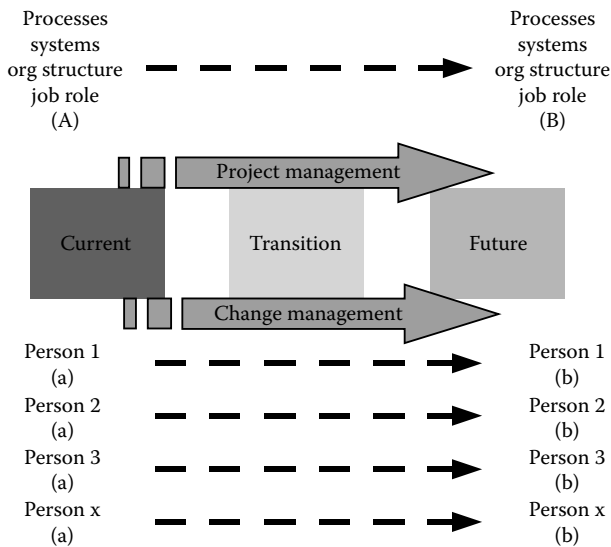 Processes
systems
org structure
job role
(A)
Processes
systems
org structure
job role
(B)
Project management
Current
Transition
Future
Change management
Person 1
(a)
Person 1
(b)
Person 2
(a)
Person 2
(b)
Person 3
(a)
Person 3
(b)
Person x
(a)
Person x
(b)